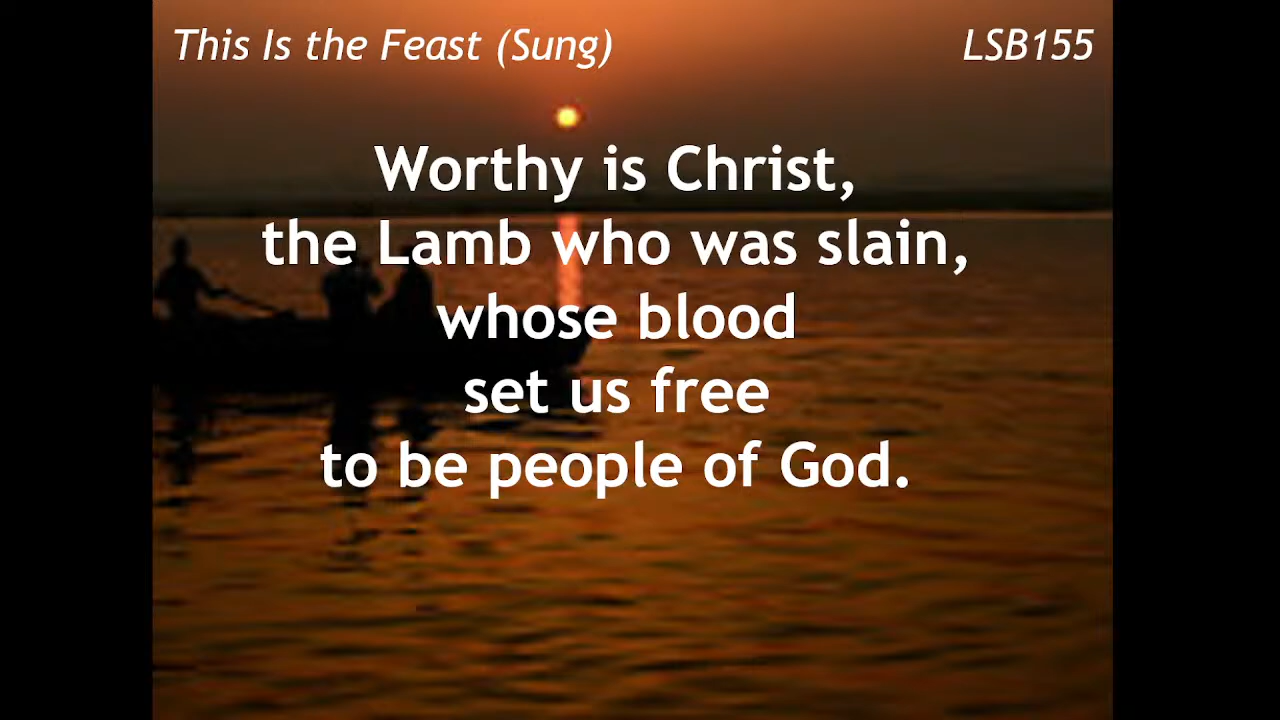 This Is the Feast (Sung) LSB155
Worthy is Christ,
the Lamb who was slain,
whose blood
set us free
to be people of God.